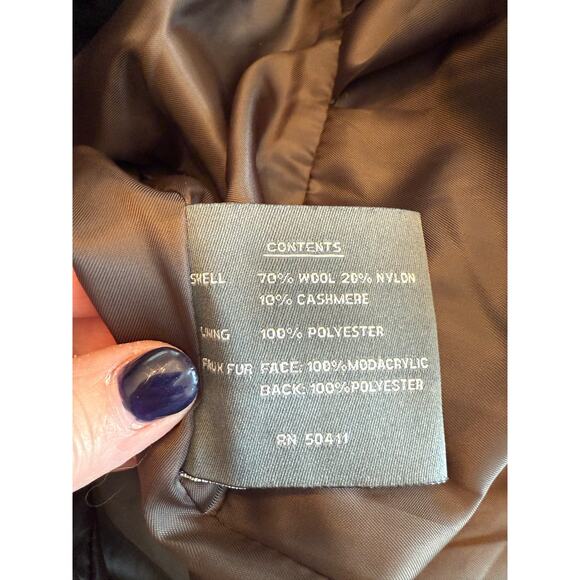 CONTENTS
SHELL 70% WOOL 20% NYLON
10% CASHMERE
LINING 100% POLYESTER
FAUX FUR FACE: 100%MODACRYLIC
BACK: 100%POLYESTER
RN 50411